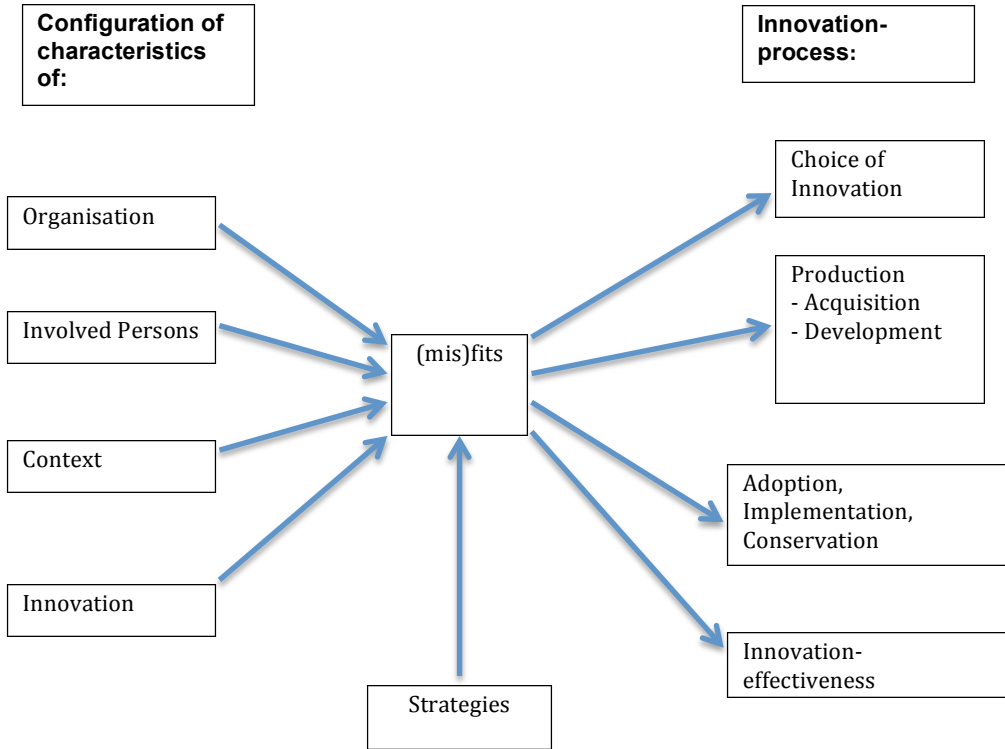 Configuration of
characteristics
of:
Innovation-
process:
Organisation
Involved Persons
Context
Innovation
(mis)fits
Strategies
Choice of
Innovation
Production
- Acquisition
- Development
Adoption,
Implementation,
Conservation
Innovation-
effectiveness